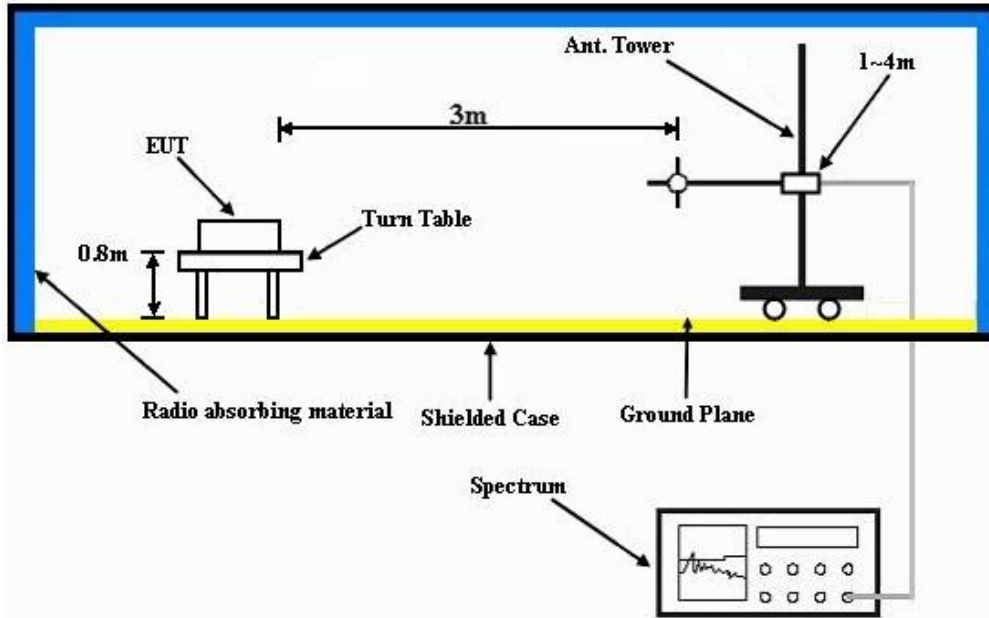 Ant. Tower
1~4m
3m
EUT
Turn Table
0.8m
Radio absorbing material
Shielded Case
Ground Plane
Spectrum